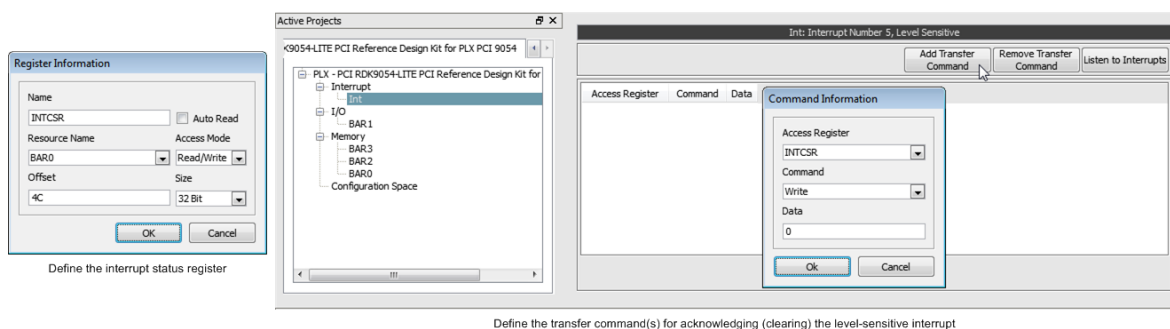 Register Information
Name
INTCSR
Auto Read
Resource Name
Access Mode
BAR0
Read/Write
Offset
Size
4C
32 Bit
OK
Cancel
Define the interrupt status register
Active Projects
K9054-LITE PCI Reference Design Kit for PLX PCI 9054
PLX - PCI RDK9054-LITE PCI Reference Design Kit for
Interrupt
Int
I/O
BAR1
Memory
BAR3
BAR2
BAR0
Configuration Space
Int: Interrupt Number 5, Level Sensitive
Add Transfer
Command
Remove Transfer
Command
Listen to Interrupts
Access Register Command Data
Command Information
Access Register
INTCSR
Command
Write
Data
0
Ok
Cancel
Define the transfer command(s) for acknowledging (clearing) the level-sensitive interrupt